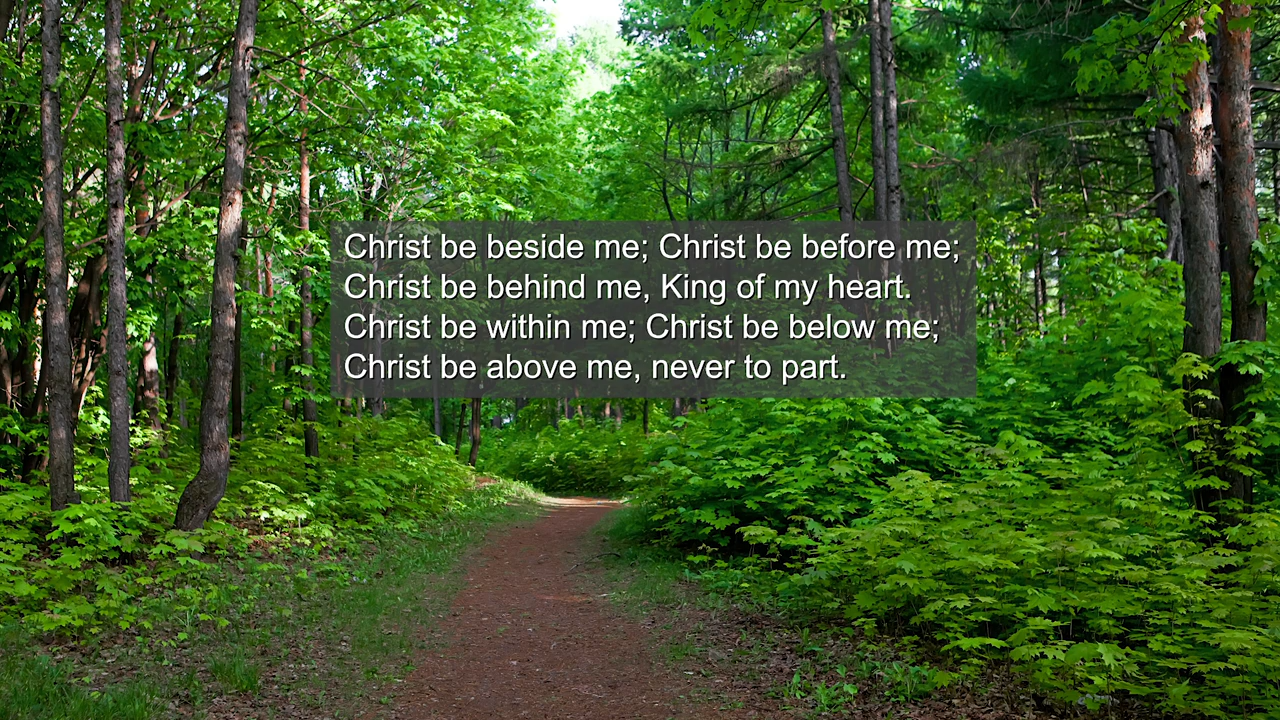 Christ be beside me; Christ be before me;
Christ be behind me, King of my heart.
Christ be within me; Christ be below me;
Christ be above me, never to part.